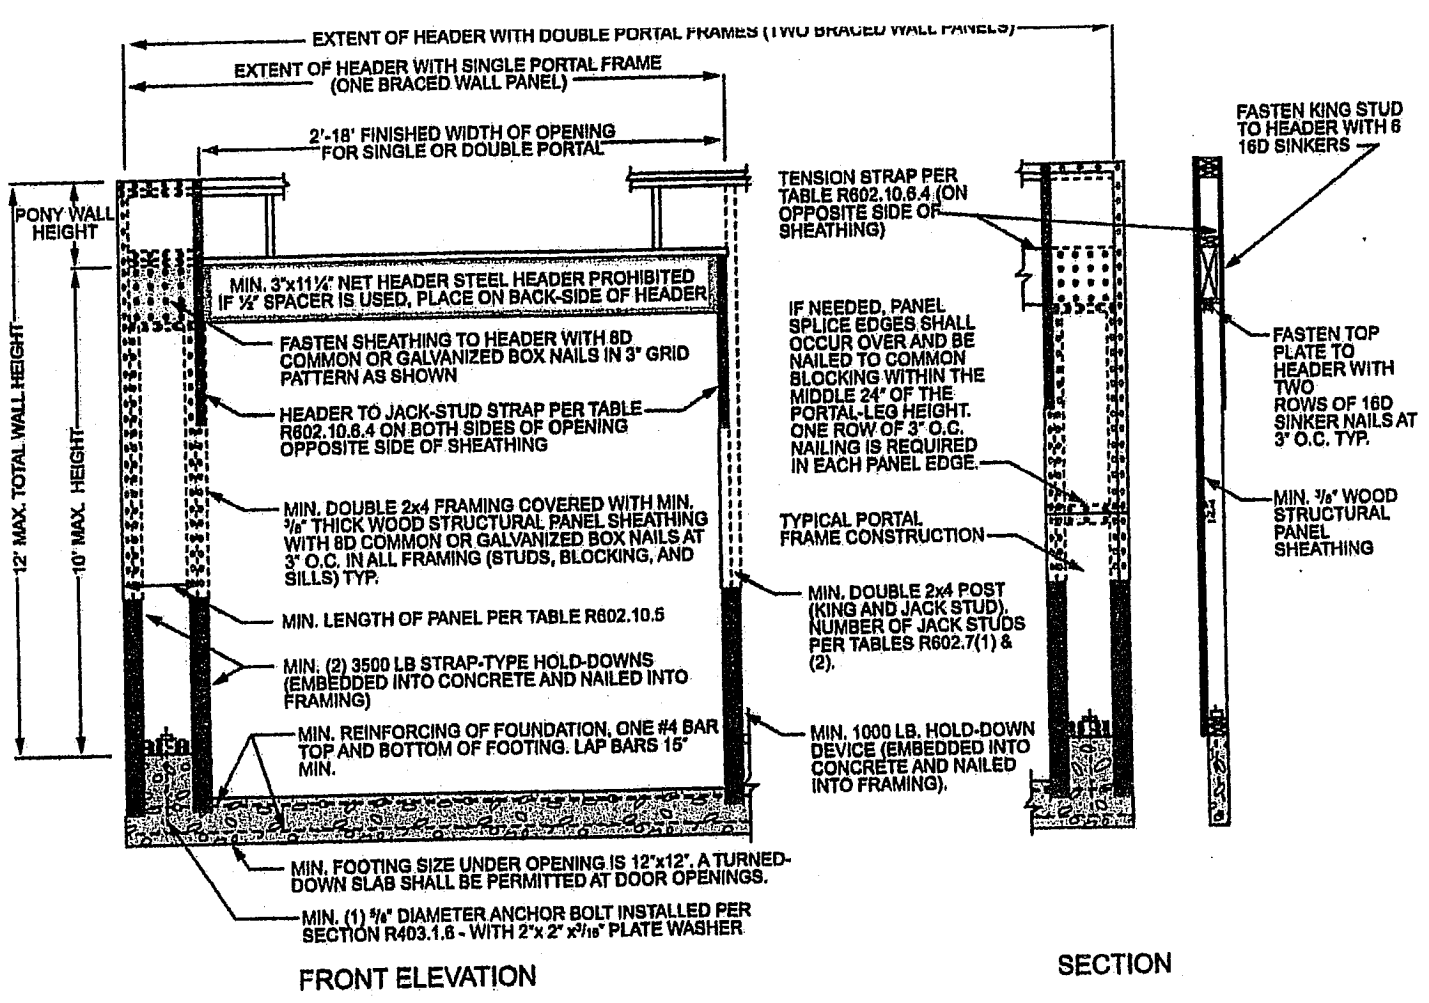 EXTENT OF HEADER WITH DOUBLE PORTAL FRAMES (TWO BRACED WALL PANELS)
EXTENT OF HEADER WITH SINGLE PORTAL FRAME
(ONE BRACED WALL PANEL)
2'-18' FINISHED WIDTH OF OPENING
FOR SINGLE OR DOUBLE PORTAL
PONY WALL
HEIGHT
12' MAX. TOTAL WALL HEIGHT
10' MAX. HEIGHT
MIN. 3"x11¼" NET HEADER STEEL HEADER PROHIBITED
IF ½" SPACER IS USED, PLACE ON BACK-SIDE OF HEADER
FASTEN SHEATHING TO HEADER WITH 8D
COMMON OR GALVANIZED BOX NAILS IN 3" GRID
PATTERN AS SHOWN
HEADER TO JACK-STUD STRAP PER TABLE
R602.10.6.4 ON BOTH SIDES OF OPENING
OPPOSITE SIDE OF SHEATHING
MIN. DOUBLE 2x4 FRAMING COVERED WITH MIN.
3/8" THICK WOOD STRUCTURAL PANEL SHEATHING
WITH 8D COMMON OR GALVANIZED BOX NAILS AT
3" O.C. IN ALL FRAMING (STUDS, BLOCKING, AND
SILLS) TYP.
MIN. LENGTH OF PANEL PER TABLE R602.10.5
MIN. (2) 3500 LB STRAP-TYPE HOLD-DOWNS
(EMBEDDED INTO CONCRETE AND NAILED INTO
FRAMING)
MIN. REINFORCING OF FOUNDATION, ONE #4 BAR
TOP AND BOTTOM OF FOOTING. LAP BARS 15"
MIN.
MIN. FOOTING SIZE UNDER OPENING IS 12"x12". A TURNED-
DOWN SLAB SHALL BE PERMITTED AT DOOR OPENINGS.
MIN. (1) 5/8" DIAMETER ANCHOR BOLT INSTALLED PER
SECTION R403.1.6 - WITH 2"x 2" x3/16" PLATE WASHER
FRONT ELEVATION
TENSION STRAP PER
TABLE R602.10.6.4 (ON
OPPOSITE SIDE OF
SHEATHING)
IF NEEDED, PANEL
SPLICE EDGES SHALL
OCCUR OVER AND BE
NAILED TO COMMON
BLOCKING WITHIN THE
MIDDLE 24" OF THE
PORTAL-LEG HEIGHT.
ONE ROW OF 3" O.C.
NAILING IS REQUIRED
IN EACH PANEL EDGE.
TYPICAL PORTAL
FRAME CONSTRUCTION
MIN. DOUBLE 2x4 POST
(KING AND JACK STUD).
NUMBER OF JACK STUDS
PER TABLES R602.7(1) &
(2).
MIN. 1000 LB. HOLD-DOWN
DEVICE (EMBEDDED INTO
CONCRETE AND NAILED
INTO FRAMING).
FASTEN KING STUD
TO HEADER WITH 6
16D SINKERS
FASTEN TOP
PLATE TO
HEADER WITH
TWO
ROWS OF 16D
SINKER NAILS AT
3" O.C. TYP.
MIN. 3/8" WOOD
STRUCTURAL
PANEL
SHEATHING
SECTION